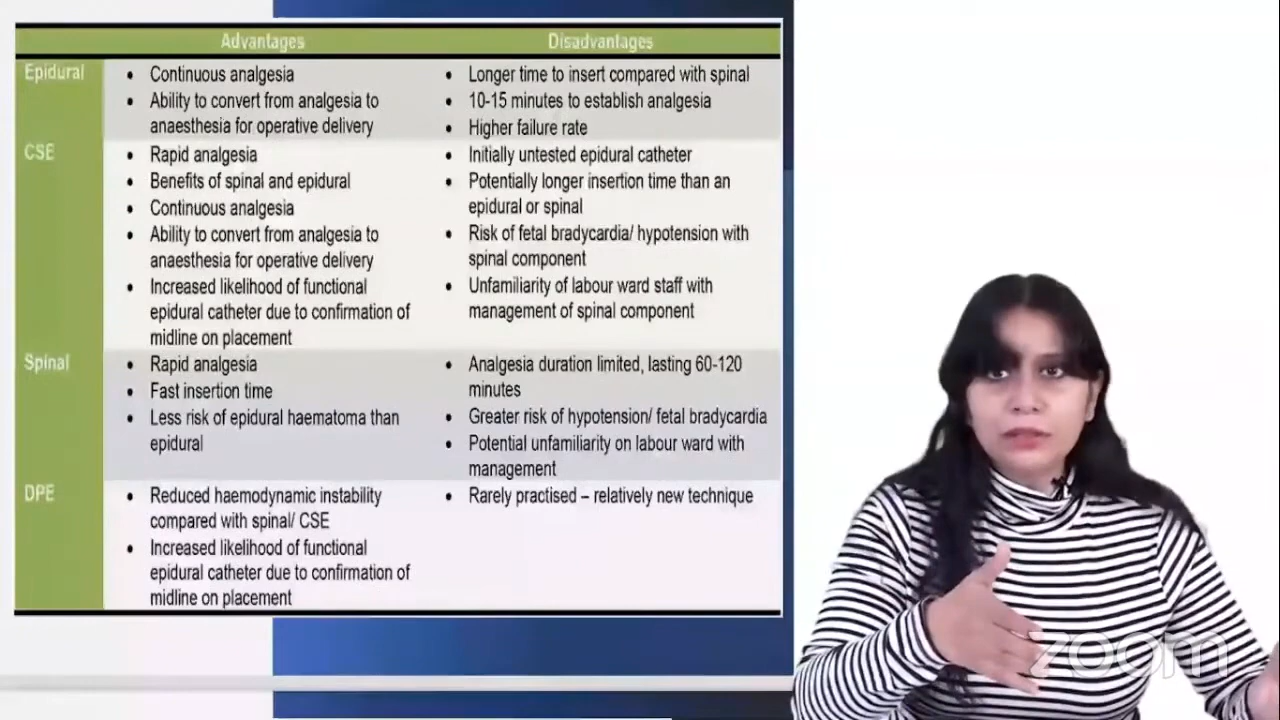 Advantages Disadvantages
Epidural
• Continuous analgesia
• Ability to convert from analgesia to
anaesthesia for operative delivery
• Longer time to insert compared with spinal
• 10-15 minutes to establish analgesia
• Higher failure rate
CSE
• Rapid analgesia
• Benefits of spinal and epidural
• Continuous analgesia
• Ability to convert from analgesia to
anaesthesia for operative delivery
• Increased likelihood of functional
epidural catheter due to confirmation of
midline on placement
• Initially untested epidural catheter
• Potentially longer insertion time than an
epidural or spinal
• Risk of fetal bradycardia/ hypotension with
spinal component
• Unfamiliarity of labour ward staff with
management of spinal component
Spinal
• Rapid analgesia
• Fast insertion time
• Less risk of epidural haematoma than
epidural
• Analgesia duration limited, lasting 60-120
minutes
• Greater risk of hypotension/ fetal bradycardia
• Potential unfamiliarity on labour ward with
management
DPE
• Reduced haemodynamic instability
compared with spinal/ CSE
• Increased likelihood of functional
epidural catheter due to confirmation of
midline on placement
• Rarely practised – relatively new technique
zoom